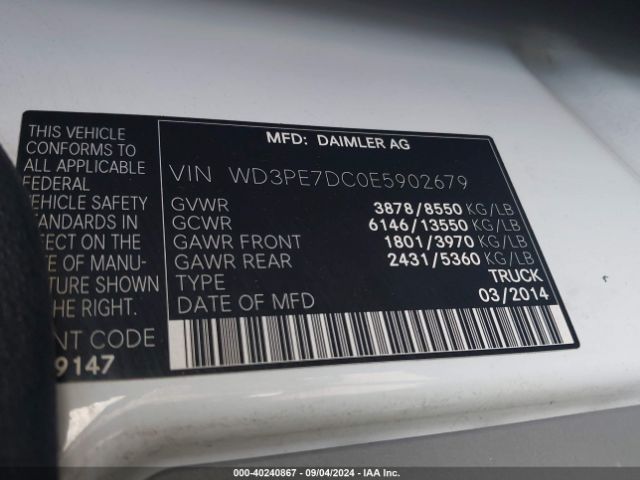 THIS VEHICLE
CONFORMS TO
ALL APPLICABLE
FEDERAL
VEHICLE SAFETY
STANDARDS IN
EFFECT ON THE
DATE OF MANU-
FACTURE SHOWN
THE RIGHT.
MFD: DAIMLER AG
VIN WD3PE7DC0E5902679
GVWR 3878/8550 KG/LB
GCWR 6146/13550 KG/LB
GAWR FRONT 1801/3970 KG/LB
GAWR REAR 2431/5360 KG/LB
TYPE TRUCK
DATE OF MFD 03/2014
NT CODE
9147
000-40240867 - 09/04/2024 - IAA Inc.